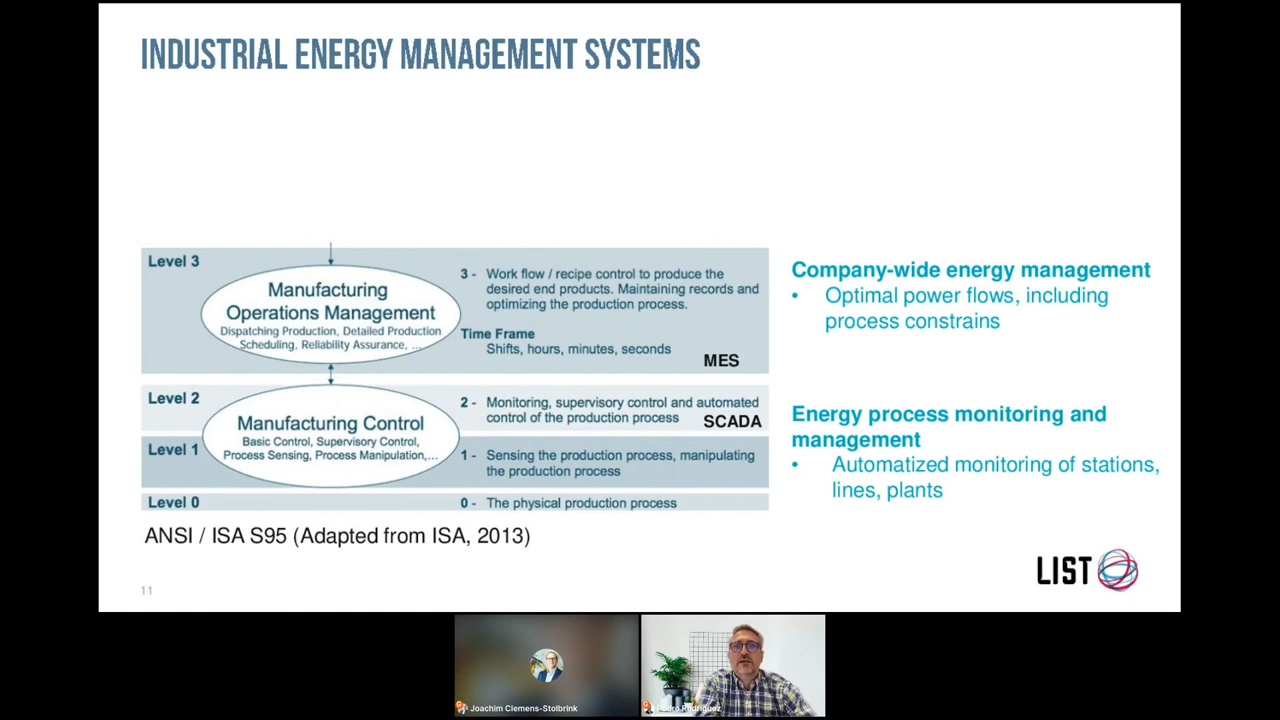 INDUSTRIAL ENERGY MANAGEMENT SYSTEMS
Level 3
Manufacturing
Operations Management
Dispatching Production, Detailed Production
Scheduling, Reliability Assurance, ...
3 - Work flow / recipe control to produce the
desired end products. Maintaining records and
optimizing the production process.
Time Frame
Shifts, hours, minutes, seconds
MES
Level 2
Manufacturing Control
Basic Control, Supervisory Control,
Process Sensing, Process Manipulation,...
2 - Monitoring, supervisory control and automated
control of the production process
SCADA
Level 1
1 - Sensing the production process, manipulating
the production process
Level 0
0 - The physical production process
ANSI / ISA S95 (Adapted from ISA, 2013)
Company-wide energy management
• Optimal power flows, including
process constrains
Energy process monitoring and
management
• Automatized monitoring of stations,
lines, plants
LIST
11
Joachim Clemens-Stolbrink
Pedro Rodriguez